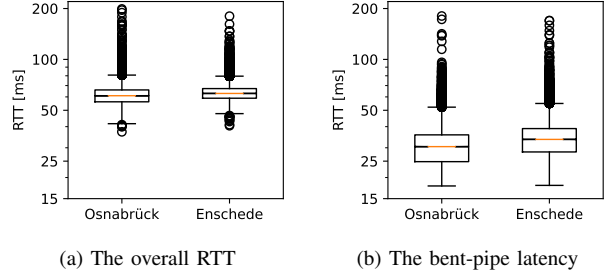 200
100
50
25
15
RTT [ms]
Osnabrück
Enschede
(a) The overall RTT
200
100
50
25
15
RTT [ms]
Osnabrück
Enschede
(b) The bent-pipe latency